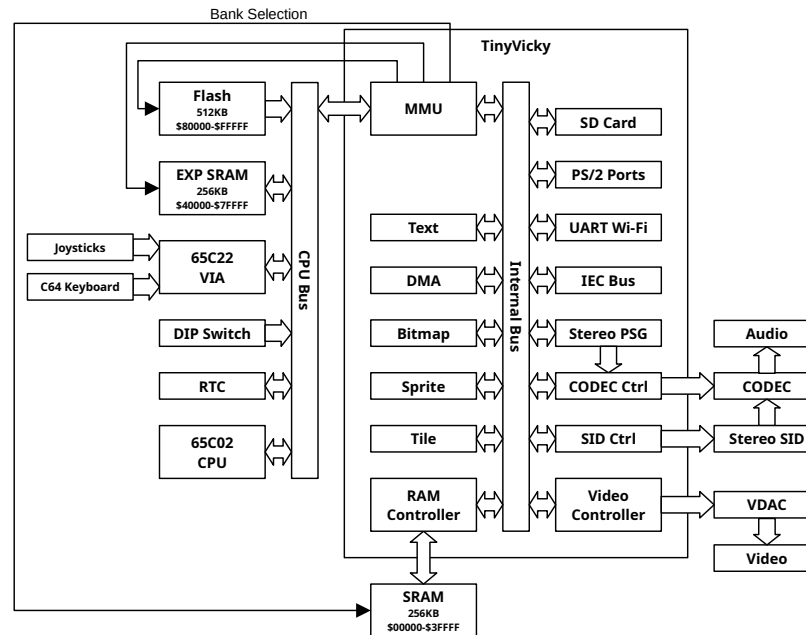 Bank Selection
TinyVicky
Flash
512KB
$80000-$FFFFF
MMU
SD Card
EXP SRAM
256KB
$40000-$7FFFF
PS/2 Ports
Joysticks
C64 Keyboard
65C22
VIA
CPU Bus
Text
Internal Bus
UART Wi-Fi
DMA
IEC Bus
DIP Switch
Bitmap
Stereo PSG
Audio
RTC
Sprite
CODEC Ctrl
CODEC
65C02
CPU
Tile
SID Ctrl
Stereo SID
RAM
Controller
Video
Controller
VDAC
Video
SRAM
256KB
$00000-$3FFFF